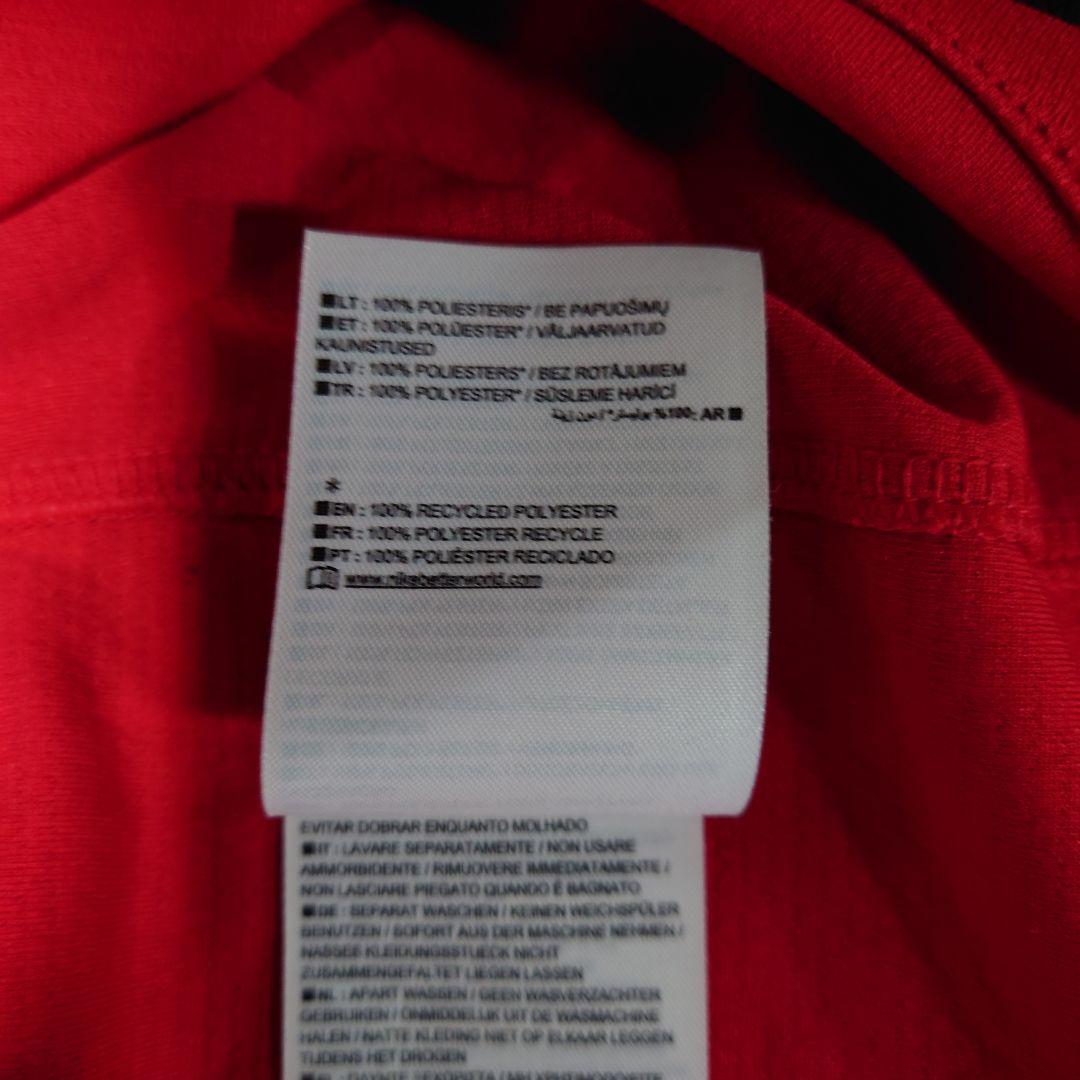 LT : 100% POLIESTERIS* / BE PAPUOŠIMŲ
ET : 100% POLÜESTER* / VÄLJAARVATUD
KAUNISTUSED
LV : 100% POLIESTERS* / BEZ ROTĀJUMIEM
TR : 100% POLYESTER* / SÜSLEME HARİCİ
AR :100%
*
EN : 100% RECYCLED POLYESTER
FR : 100% POLYESTER RECYCLE
PT : 100% POLIÉSTER RECICLADO
www.nikebetterworld.com
EVITAR DOBRAR ENQUANTO MOLHADO
IT : LAVARE SEPARATAMENTE / NON USARE
AMMORBIDENTE / RIMUOVERE IMMEDIATAMENTE /
NON LASCIARE PIEGATO QUANDO È BAGNATO
DE : SEPARAT WASCHEN / KEINEN WEICHSPÜLER
BENUTZEN / SOFORT AUS DER MASCHINE NEHMEN /
NASSES KLEIDUNGSSTUECK NICHT
ZUSAMMENGEFALTET LIEGEN LASSEN
NL : APART WASSEN / GEEN WASVERZACHTER
GEBRUIKEN / ONMIDDELIJK UIT DE WASMACHINE
HALEN / NATTE KLEDING NIET OP ELKAAR LEGGEN
TIJDENS HET DROGEN